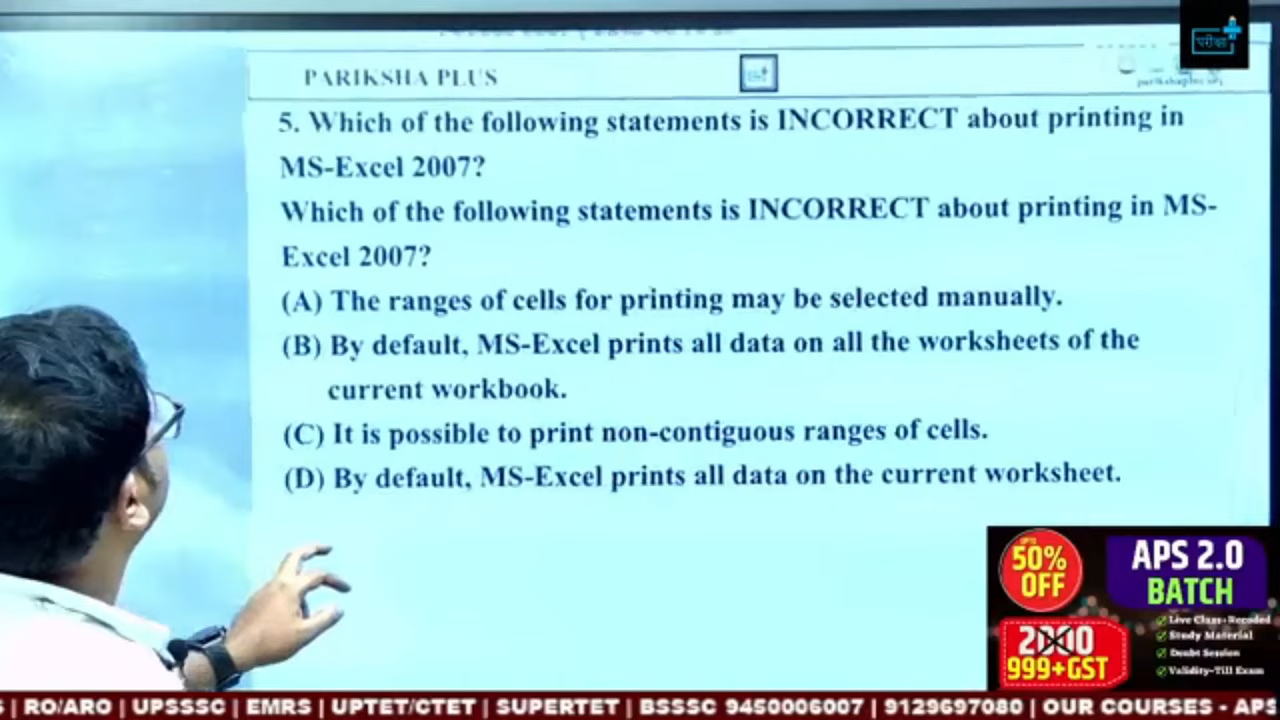 परीक्षा
PARIKSHA PLUS
5. Which of the following statements is INCORRECT about printing in
MS-Excel 2007?
Which of the following statements is INCORRECT about printing in MS-
Excel 2007?
(A) The ranges of cells for printing may be selected manually.
(B) By default, MS-Excel prints all data on all the worksheets of the
current workbook.
(C) It is possible to print non-contiguous ranges of cells.
(D) By default, MS-Excel prints all data on the current worksheet.
50%
OFF
APS 2.0
BATCH
2000
999+GST
Live Class+Recoded
Study Material
Doubt Session
Validity-Till Exam
S | RO/ARO | UPSSSC | EMRS | UPTET/CTET | SUPERTET | BSSSC 9450006007 | 9129697080 | OUR COURSES - APS